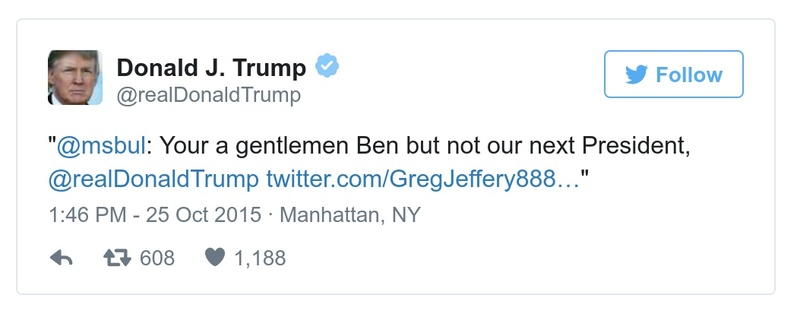 Donald J. Trump
@realDonaldTrump
Follow
"@msbul: Your a gentlemen Ben but not our next President,
@realDonaldTrump twitter.com/GregJeffery888…"
1:46 PM - 25 Oct 2015 · Manhattan, NY
608 1,188